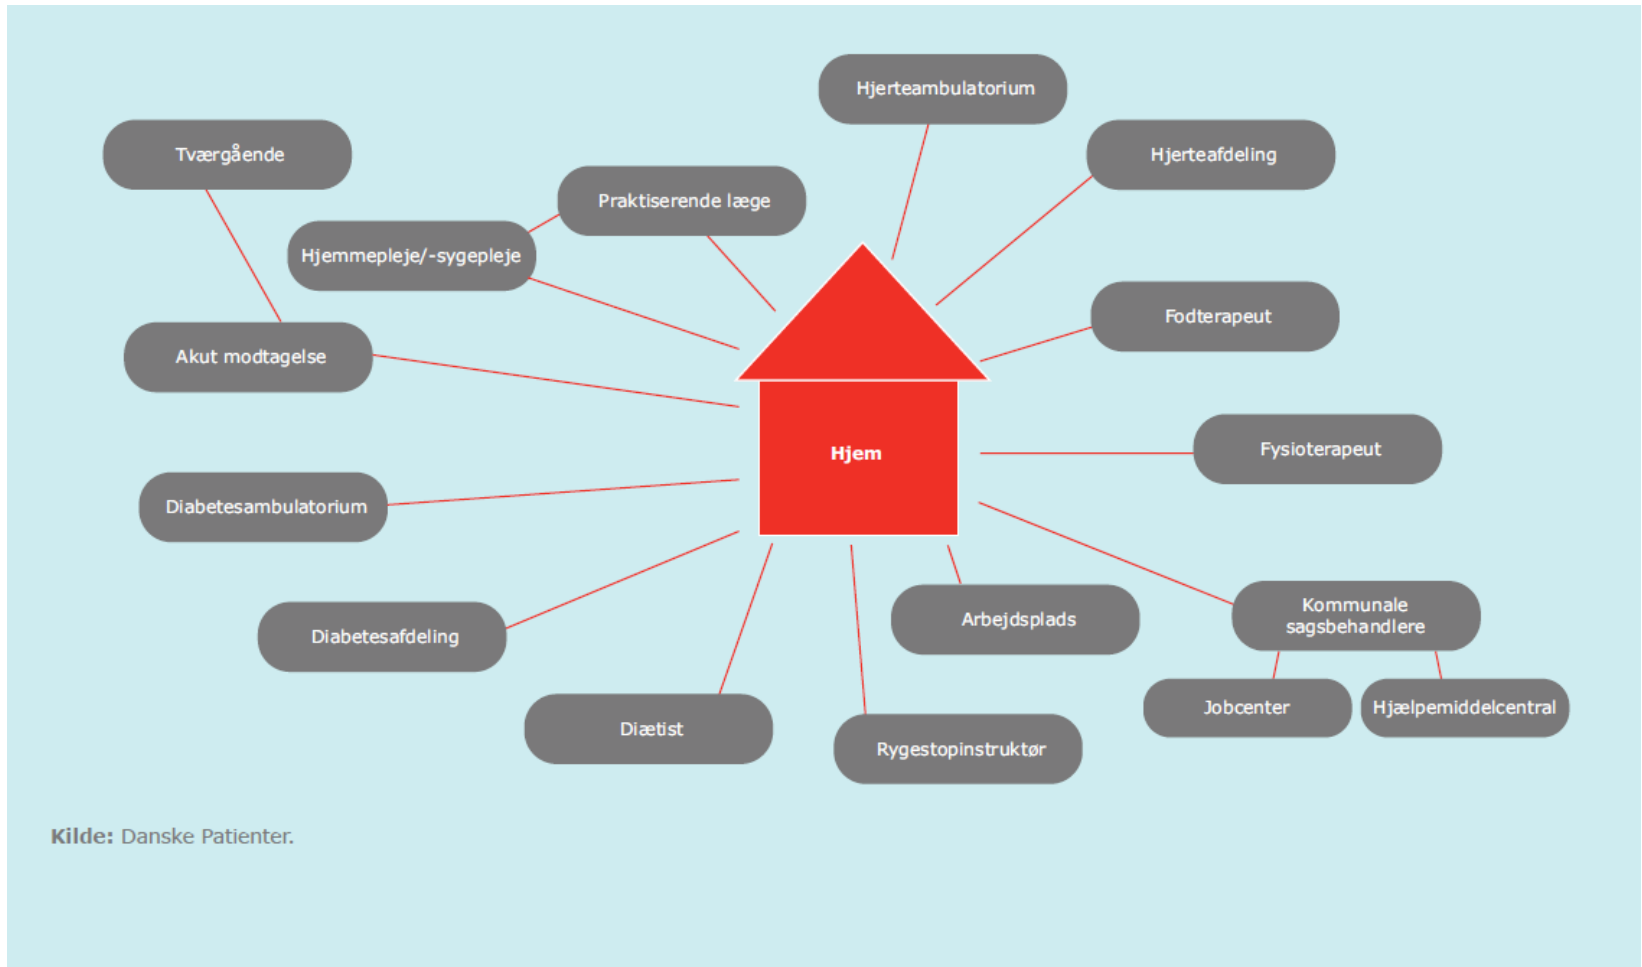 Hjerteambulatorium
Tværgående
Hjerteafdeling
Praktiserende læge
Hjemmepleje/-sygepleje
Fodterapeut
Akut modtagelse
Fysioterapeut
Hjem
Diabetesambulatorium
Kommunale
sagsbehandlere
Arbejdsplads
Diabetesafdeling
Jobcenter
Hjælpemiddelcentral
Diætist
Rygestopinstruktør
Kilde: Danske Patienter.